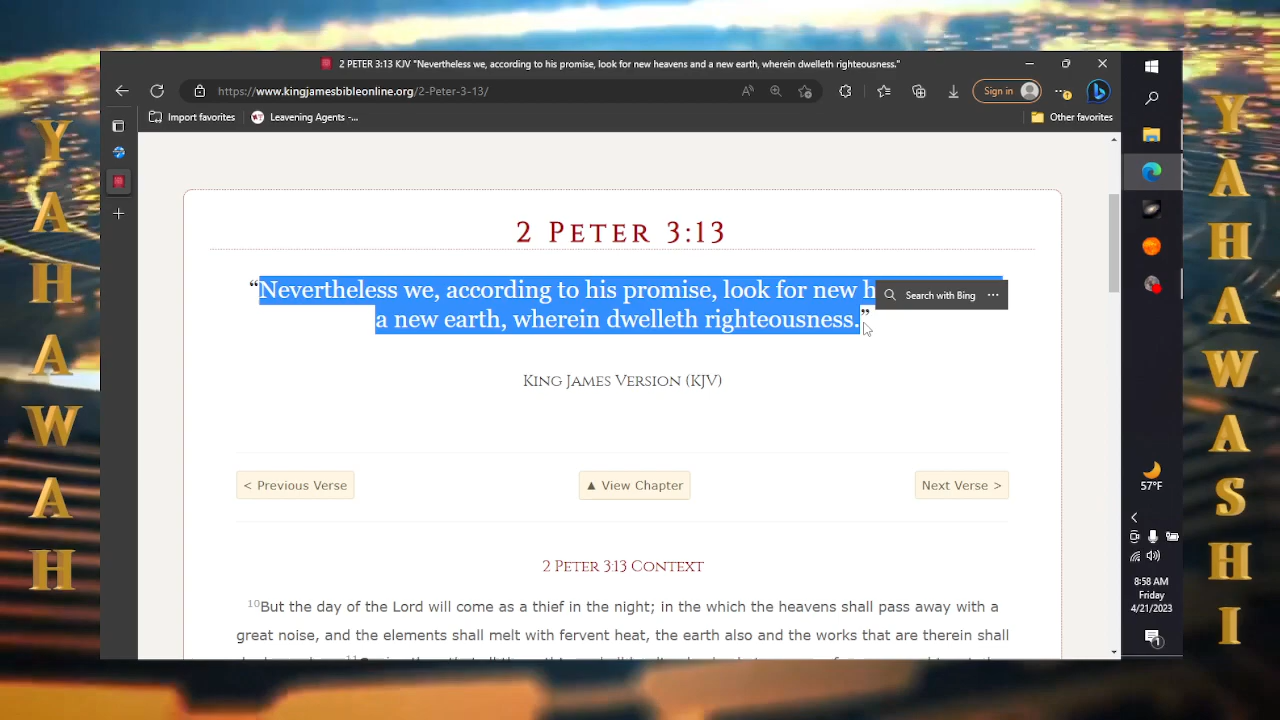 2 PETER 3:13 KJV "Nevertheless we, according to his promise, look for new heavens and a new earth, wherein dwelleth righteousness."
https://www.kingjamesbibleonline.org/2-Peter-3-13/
Sign in
Import favorites
Leavening Agents -...
Other favorites
2 PETER 3:13
“Nevertheless we, according to his promise, look for new h
Search with Bing
a new earth, wherein dwelleth righteousness.”
KING JAMES VERSION (KJV)
< Previous Verse
▲ View Chapter
Next Verse >
2 PETER 3:13 CONTEXT
10But the day of the Lord will come as a thief in the night; in the which the heavens shall pass away with a
great noise, and the elements shall melt with fervent heat, the earth also and the works that are therein shall
57°F
8:58 AM
Friday
4/21/2023
1
Y
A
H
A
W
A
H
Y
A
H
A
W
A
S
H
I